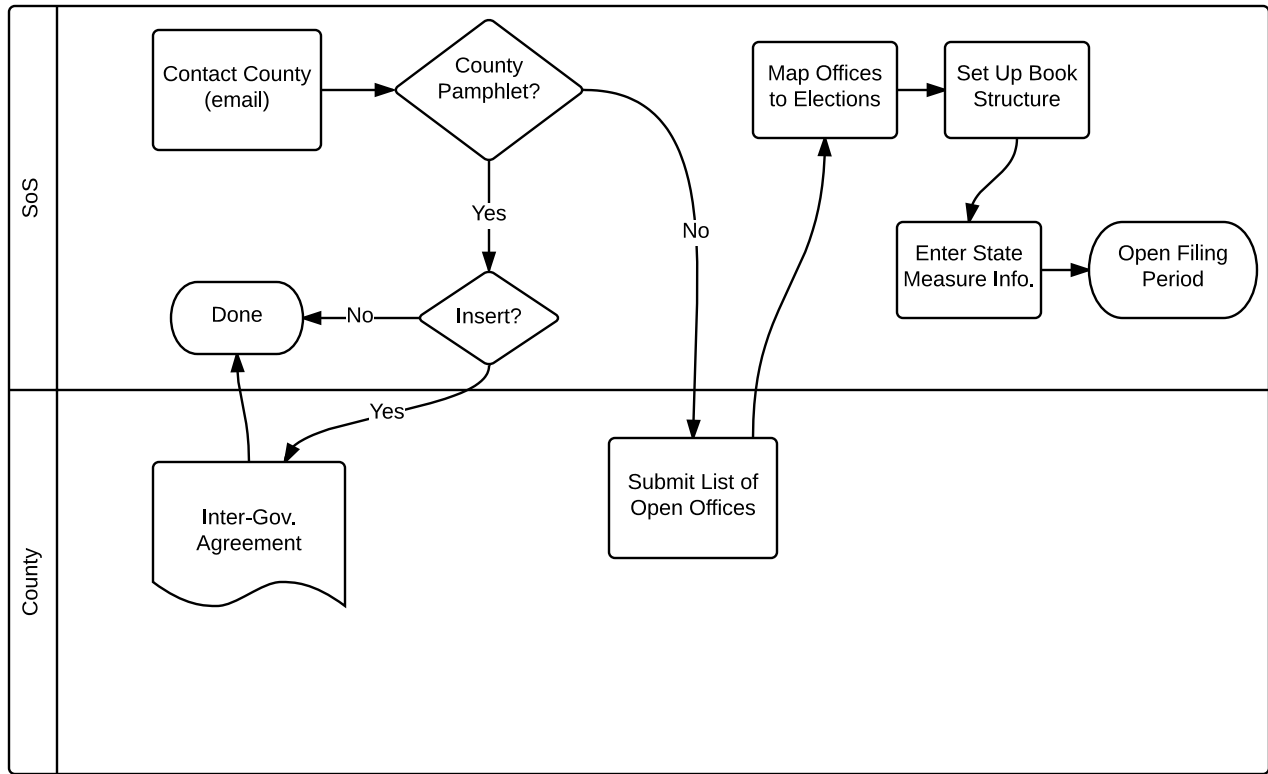 SoS
Contact County
(email)
County
Pamphlet?
Map Offices
to Elections
Set Up Book
Structure
Yes
No
Enter State
Measure Info.
Open Filing
Period
Done
No
Insert?
County
Yes
Inter-Gov.
Agreement
Submit List of
Open Offices